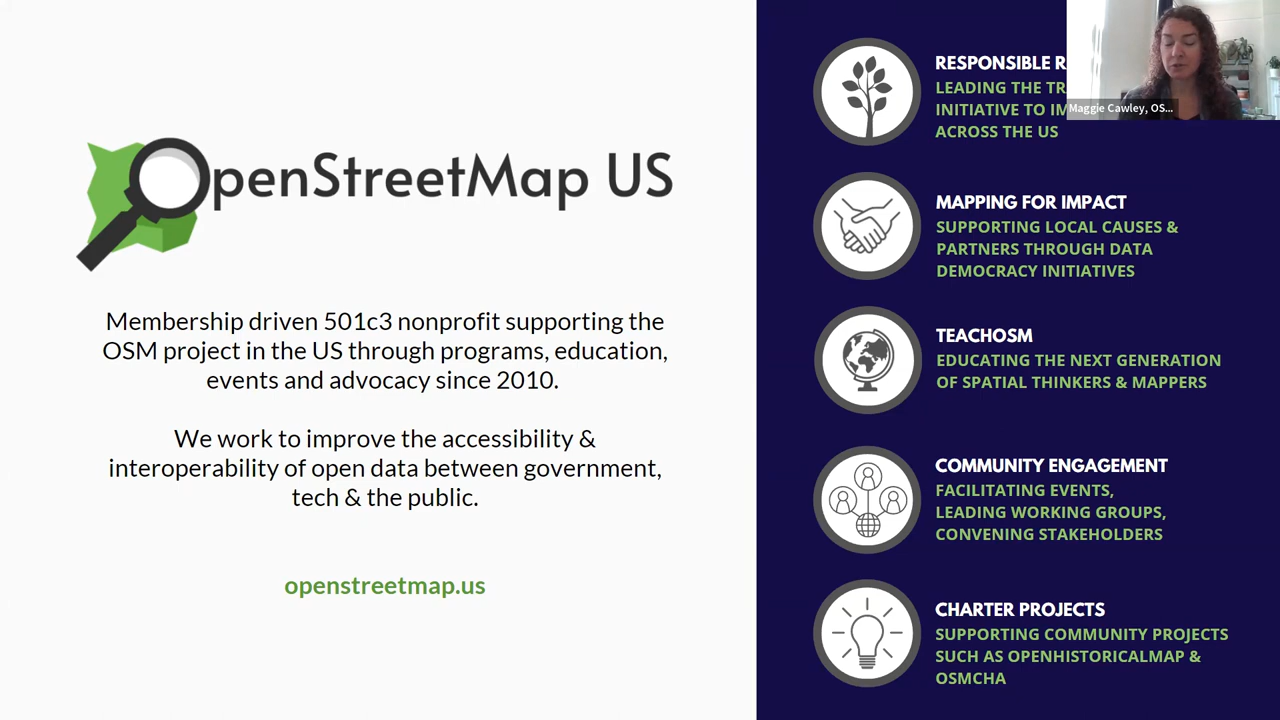 OpenStreetMap US
Membership driven 501c3 nonprofit supporting the
OSM project in the US through programs, education,
events and advocacy since 2010.
We work to improve the accessibility &
interoperability of open data between government,
tech & the public.
openstreetmap.us
RESPONSIBLE R
LEADING THE TR
INITIATIVE TO IM
ACROSS THE US
Maggie Cawley, OS...
MAPPING FOR IMPACT
SUPPORTING LOCAL CAUSES &
PARTNERS THROUGH DATA
DEMOCRACY INITIATIVES
TEACHOSM
EDUCATING THE NEXT GENERATION
OF SPATIAL THINKERS & MAPPERS
COMMUNITY ENGAGEMENT
FACILITATING EVENTS,
LEADING WORKING GROUPS,
CONVENING STAKEHOLDERS
CHARTER PROJECTS
SUPPORTING COMMUNITY PROJECTS
SUCH AS OPENHISTORICALMAP &
OSMCHA